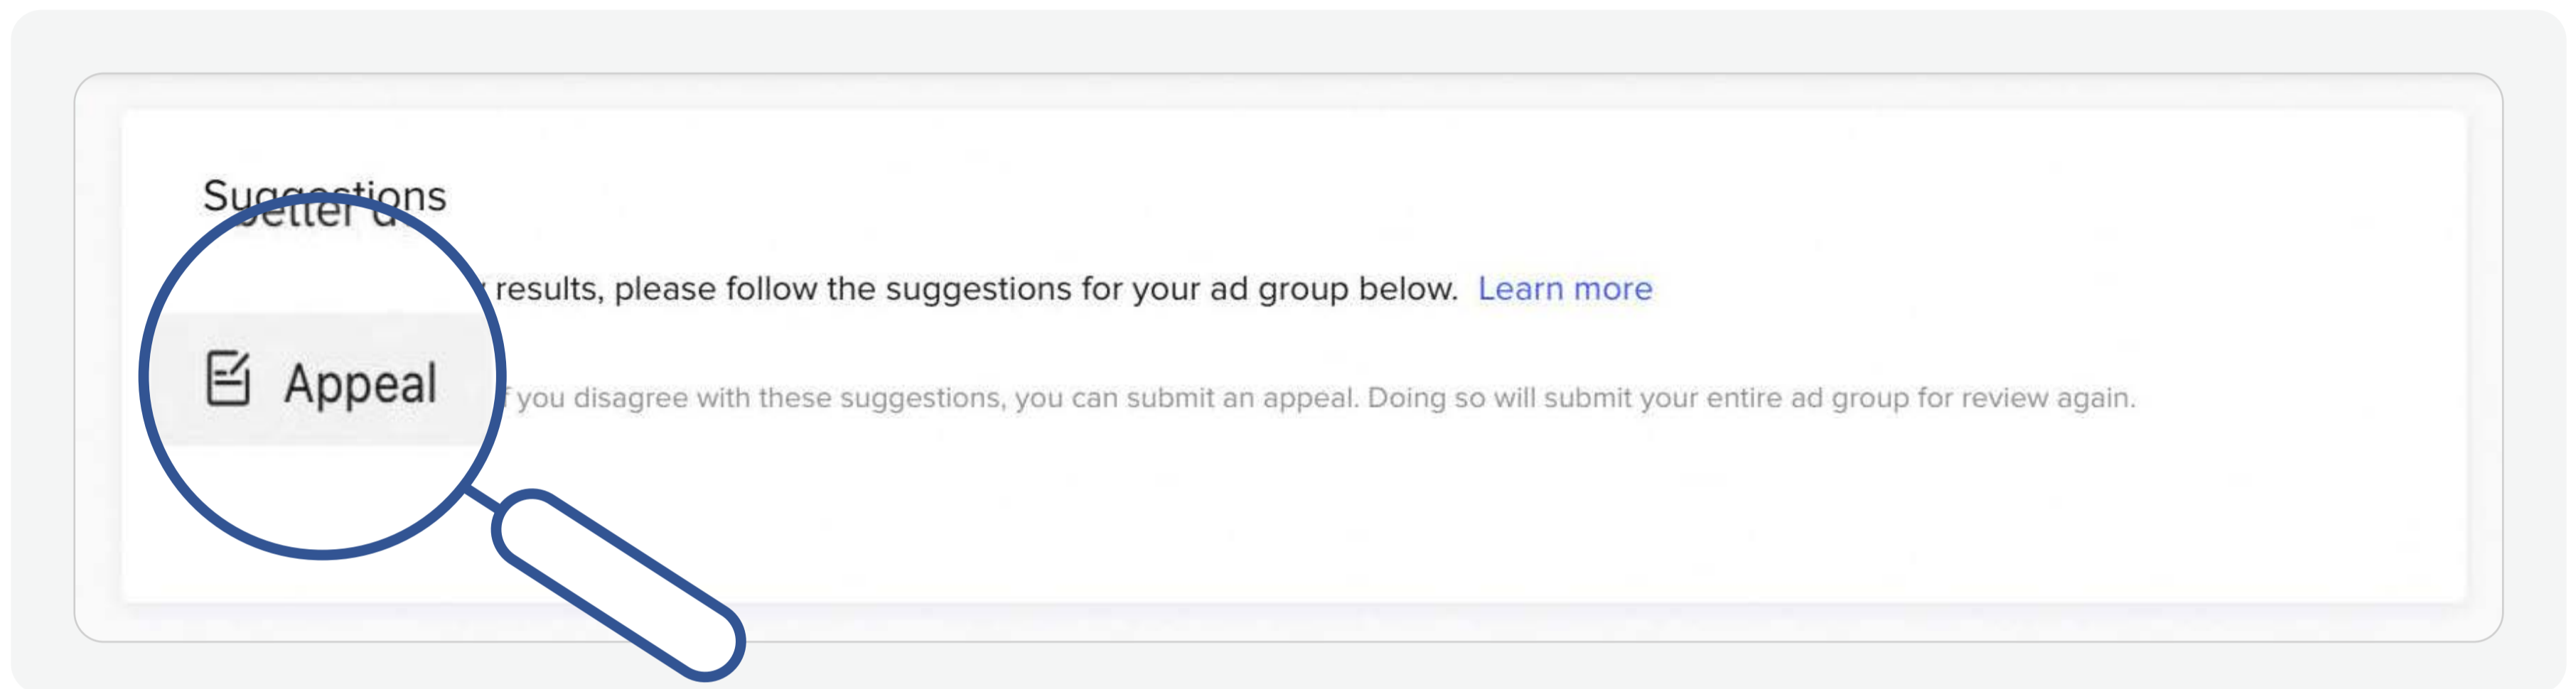 Suggestions
better
results, please follow the suggestions for your ad group below. Learn more
Appeal
you disagree with these suggestions, you can submit an appeal. Doing so will submit your entire ad group for review again.